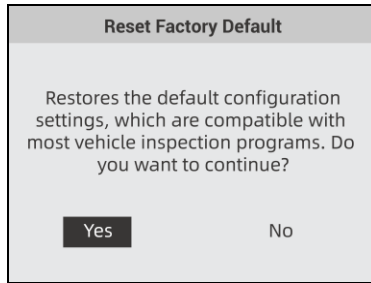 Reset Factory Default
Restores the default configuration
settings, which are compatible with
most vehicle inspection programs. Do
you want to continue?
Yes
No